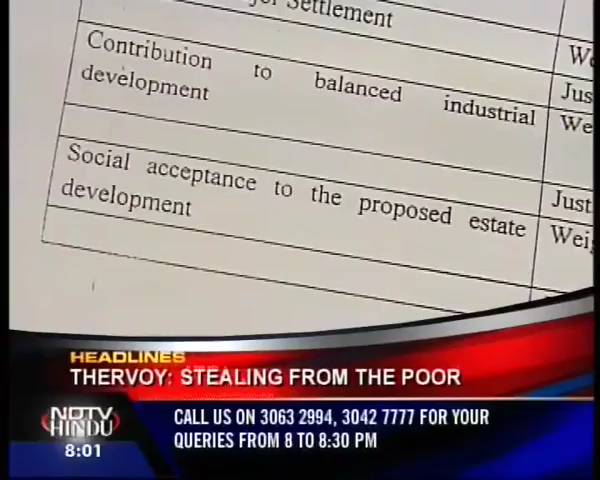 Settlement
Contribution to balanced industrial
development
Just
We
Social acceptance to the proposed estate
development
Just
Weig
HEADLINES
THERVOY: STEALING FROM THE POOR
NDTV
HINDU
8:01
CALL US ON 3063 2994, 3042 7777 FOR YOUR
QUERIES FROM 8 TO 8:30 PM